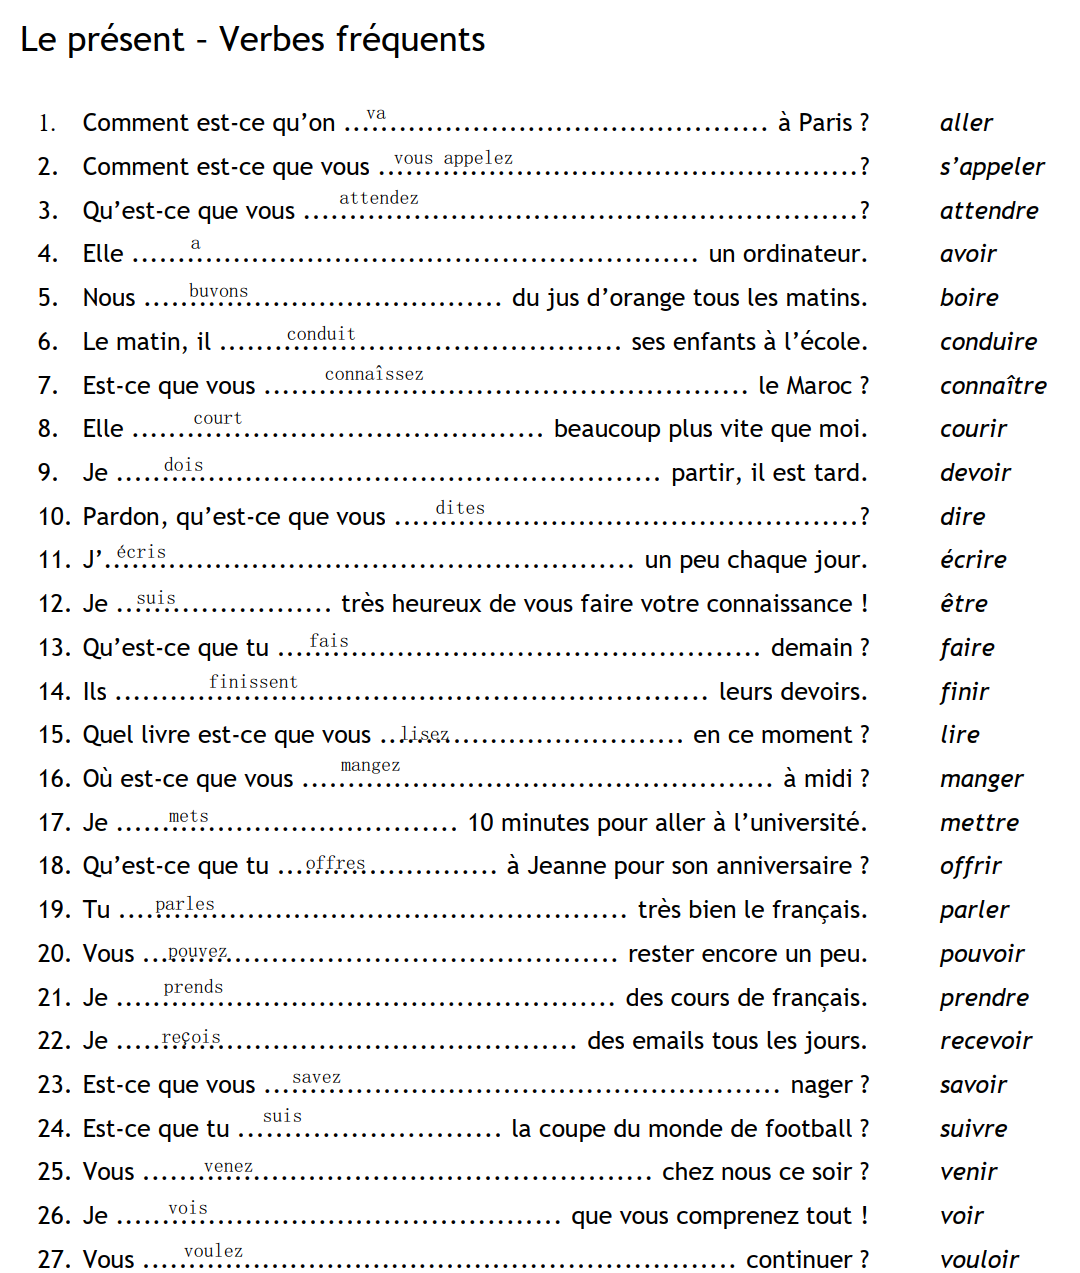 Le présent – Verbes fréquents
1. Comment est-ce qu’on ...va... à Paris ? aller
2. Comment est-ce que vous ...vous appelez...? s’appeler
3. Qu’est-ce que vous ...attendez...? attendre
4. Elle ...a... un ordinateur. avoir
5. Nous ...buvons... du jus d’orange tous les matins. boire
6. Le matin, il ...conduit... ses enfants à l’école. conduire
7. Est-ce que vous ...connaîssez... le Maroc ? connaître
8. Elle ...court... beaucoup plus vite que moi. courir
9. Je ...dois... partir, il est tard. devoir
10. Pardon, qu’est-ce que vous ...dites...? dire
11. J’...écris... un peu chaque jour. écrire
12. Je ...suis... très heureux de vous faire votre connaissance ! être
13. Qu’est-ce que tu ...fais... demain ? faire
14. Ils ...finissent... leurs devoirs. finir
15. Quel livre est-ce que vous ...lisez... en ce moment ? lire
16. Où est-ce que vous ...mangez... à midi ? manger
17. Je ...mets... 10 minutes pour aller à l’université. mettre
18. Qu’est-ce que tu ...offres... à Jeanne pour son anniversaire ? offrir
19. Tu ...parles... très bien le français. parler
20. Vous ...pouvez... rester encore un peu. pouvoir
21. Je ...prends... des cours de français. prendre
22. Je ...reçois... des emails tous les jours. recevoir
23. Est-ce que vous ...savez... nager ? savoir
24. Est-ce que tu ...suis... la coupe du monde de football ? suivre
25. Vous ...venez... chez nous ce soir ? venir
26. Je ...vois... que vous comprenez tout ! voir
27. Vous ...voulez... continuer ? vouloir